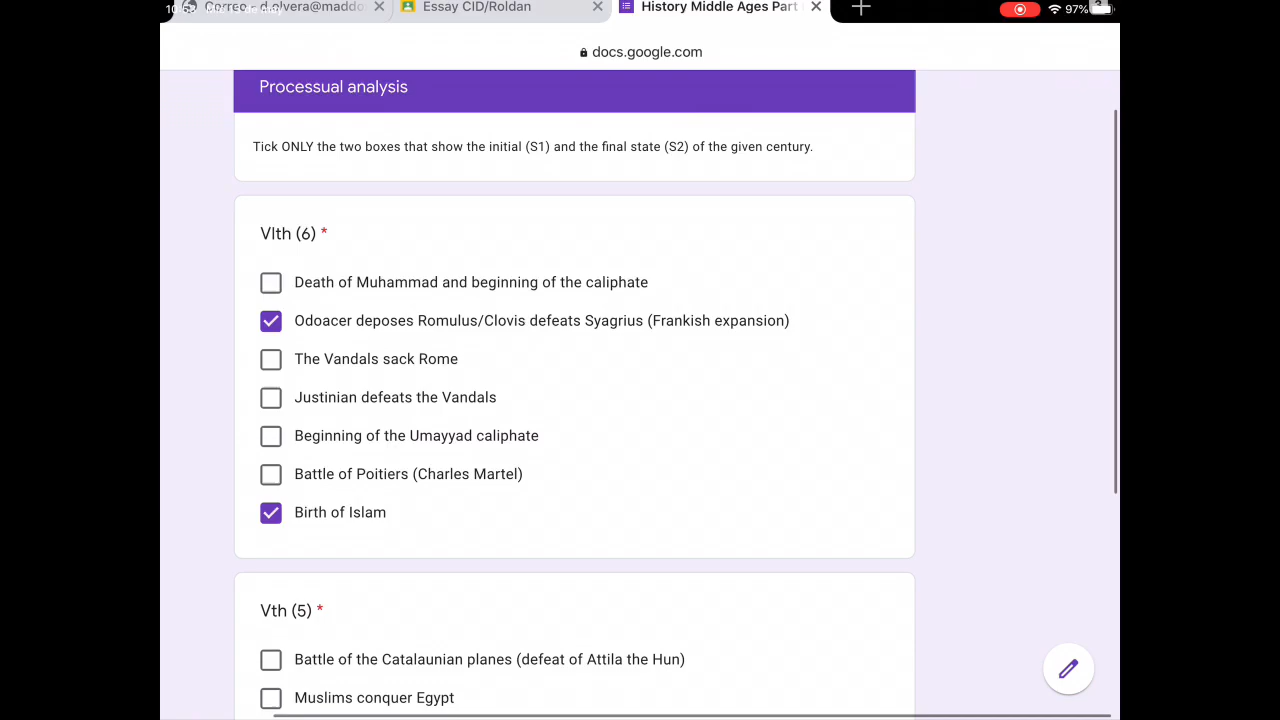 Correo - d.olvera@maddo
Essay CID/Roldan
History Middle Ages Part
97%
docs.google.com
Processual analysis
Tick ONLY the two boxes that show the initial (S1) and the final state (S2) of the given century.
VIth (6) *
Death of Muhammad and beginning of the caliphate
Odoacer deposes Romulus/Clovis defeats Syagrius (Frankish expansion)
The Vandals sack Rome
Justinian defeats the Vandals
Beginning of the Umayyad caliphate
Battle of Poitiers (Charles Martel)
Birth of Islam
Vth (5) *
Battle of the Catalaunian planes (defeat of Attila the Hun)
Muslims conquer Egypt